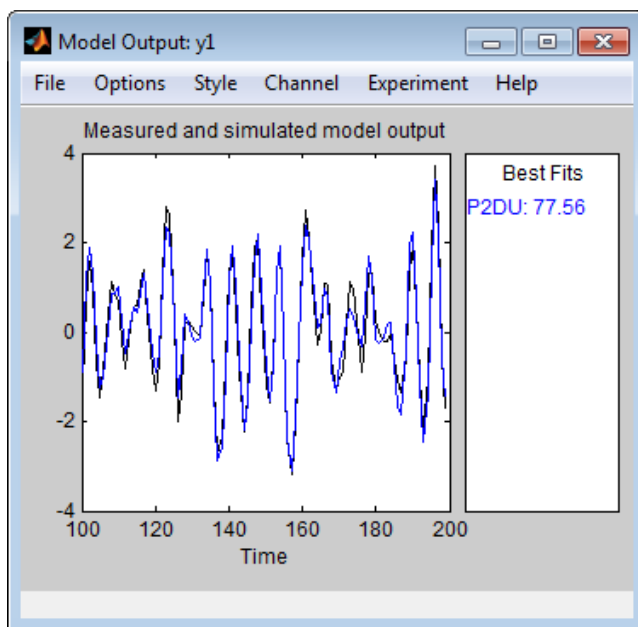 Model Output: y1
File Options Style Channel Experiment Help
Measured and simulated model output
4
2
0
-2
-4
100 120 140 160 180 200
Time
Best Fits
P2DU: 77.56